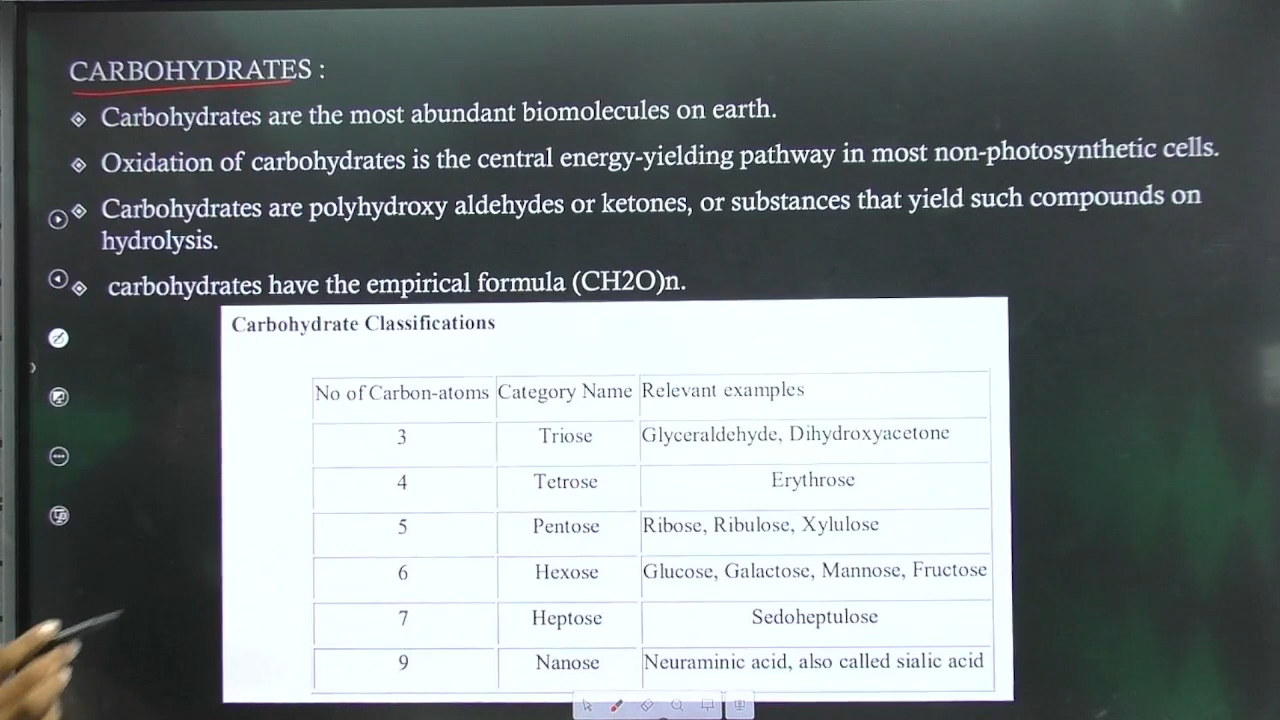 CARBOHYDRATES :
Carbohydrates are the most abundant biomolecules on earth.
Oxidation of carbohydrates is the central energy-yielding pathway in most non-photosynthetic cells.
Carbohydrates are polyhydroxy aldehydes or ketones, or substances that yield such compounds on
hydrolysis.
carbohydrates have the empirical formula (CH2O)n.
Carbohydrate Classifications
No of Carbon-atoms Category Name Relevant examples
3 Triose Glyceraldehyde, Dihydroxyacetone
4 Tetrose Erythrose
5 Pentose Ribose, Ribulose, Xylulose
6 Hexose Glucose, Galactose, Mannose, Fructose
7 Heptose Sedoheptulose
9 Nanose Neuraminic acid, also called sialic acid